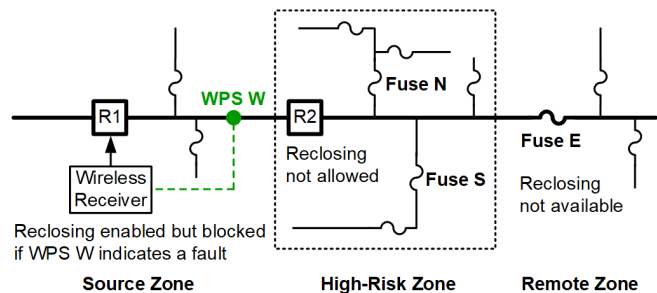 WPS W
R1
R2
Fuse N
Fuse E
Wireless
Receiver
Reclosing
not allowed
Fuse S
Reclosing
not available
Reclosing enabled but blocked
if WPS W indicates a fault
Source Zone
High-Risk Zone
Remote Zone